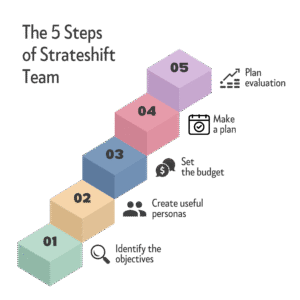 The 5 Steps
of Strateshift
Team
05
Plan
evaluation
04
Make
a plan
03
Set
the budget
$
02
Create useful
personas
01
Identify the
objectives